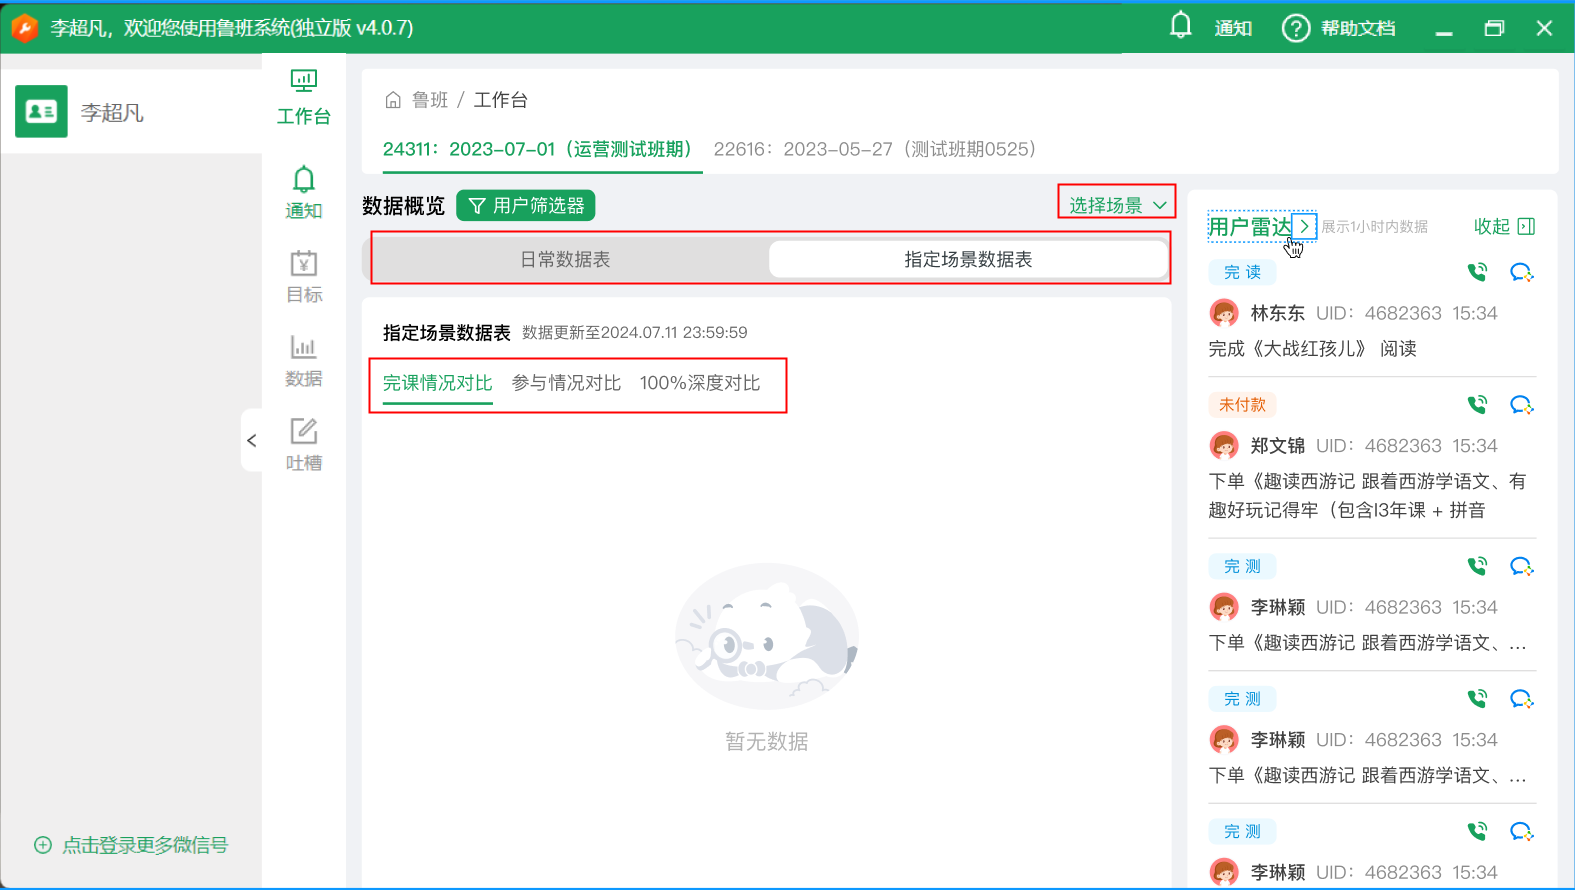 李超凡，欢迎您使用鲁班系统(独立版 v4.0.7)
通知
帮助文档
李超凡
工作台
通知
目标
数据
吐槽
点击登录更多微信号
鲁班 / 工作台
24311：2023-07-01（运营测试班期）
22616：2023-05-27（测试班期0525）
数据概览
用户筛选器
选择场景
日常数据表
指定场景数据表
指定场景数据表 数据更新至2024.07.11 23:59:59
完课情况对比 参与情况对比 100%深度对比
暂无数据
用户雷达 展示1小时内数据 收起
完 读
林东东 UID：4682363 15:34
完成《大战红孩儿》 阅读
未付款
郑文锦 UID：4682363 15:34
下单《趣读西游记 跟着西游学语文、有
趣好玩记得牢（包含I3年课 + 拼音
完 测
李琳颖 UID：4682363 15:34
下单《趣读西游记 跟着西游学语文、...
完 测
李琳颖 UID：4682363 15:34
下单《趣读西游记 跟着西游学语文、...
完 测
李琳颖 UID：4682363 15:34